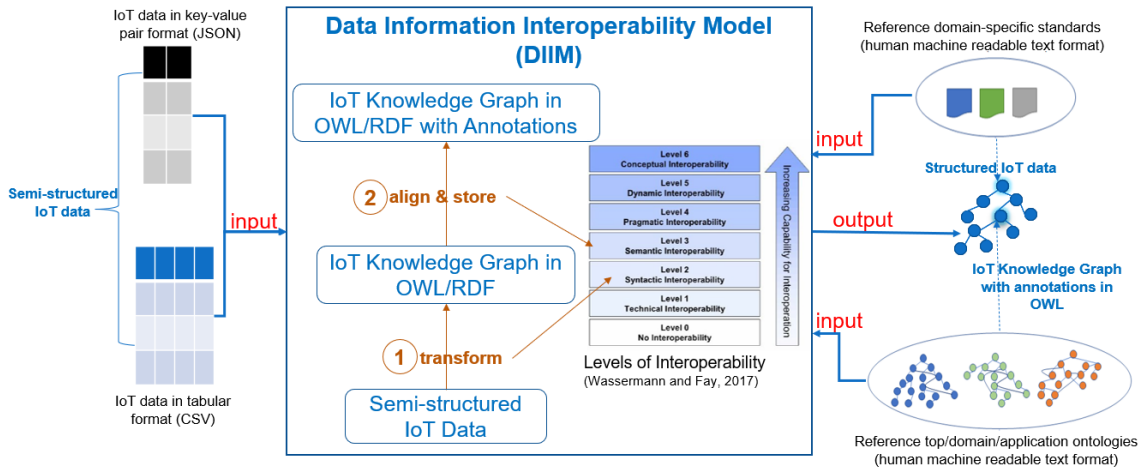 IoT data in key-value
pair format (JSON)
Semi-structured
IoT data
IoT data in tabular
format (CSV)
input
Data Information Interoperability Model
(DIIM)
IoT Knowledge Graph in
OWL/RDF with Annotations
2 align & store
IoT Knowledge Graph in
OWL/RDF
1 transform
Semi-structured
IoT Data
Level 6
Conceptual Interoperability
Level 5
Dynamic Interoperability
Level 4
Pragmatic Interoperability
Level 3
Semantic Interoperability
Level 2
Syntactic Interoperability
Level 1
Technical Interoperability
Level 0
No Interoperability
Increasing Capability for Interoperation
Levels of Interoperability
(Wassermann and Fay, 2017)
Reference domain-specific standards
(human machine readable text format)
input
Structured IoT data
output
IoT Knowledge Graph
with annotations in
OWL
input
Reference top/domain/application ontologies
(human machine readable text format)